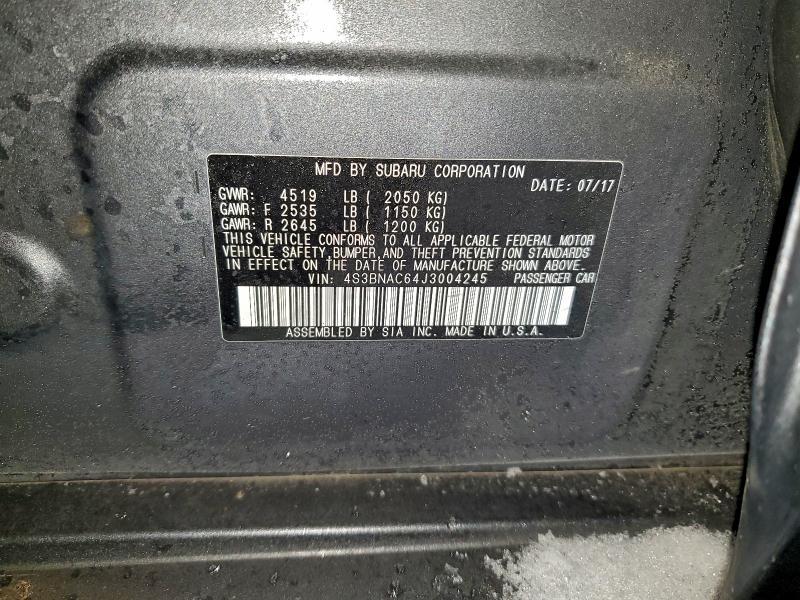 MFD BY SUBARU CORPORATION
DATE: 07/17
GVWR: 4519 LB ( 2050 KG)
GAWR: F 2535 LB ( 1150 KG)
GAWR: R 2645 LB ( 1200 KG)
THIS VEHICLE CONFORMS TO ALL APPLICABLE FEDERAL MOTOR
VEHICLE SAFETY, BUMPER, AND THEFT PREVENTION STANDARDS
IN EFFECT ON THE DATE OF MANUFACTURE SHOWN ABOVE.
VIN: 4S3BNAC64J3004245 PASSENGER CAR
ASSEMBLED BY SIA INC. MADE IN U.S.A.